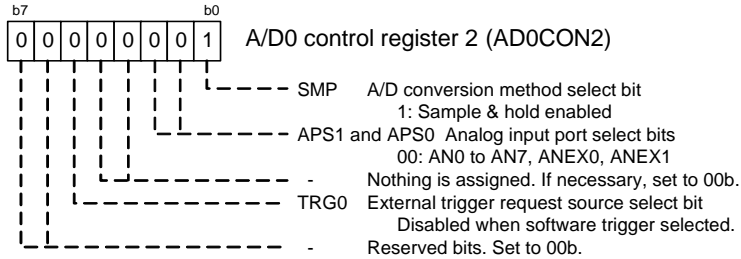 b7 b0
0 0 0 0 0 0 0 1 A/D0 control register 2 (AD0CON2)
SMP A/D conversion method select bit
1: Sample & hold enabled
APS1 and APS0 Analog input port select bits
00: AN0 to AN7, ANEX0, ANEX1
- Nothing is assigned. If necessary, set to 00b.
TRG0 External trigger request source select bit
Disabled when software trigger selected.
- Reserved bits. Set to 00b.